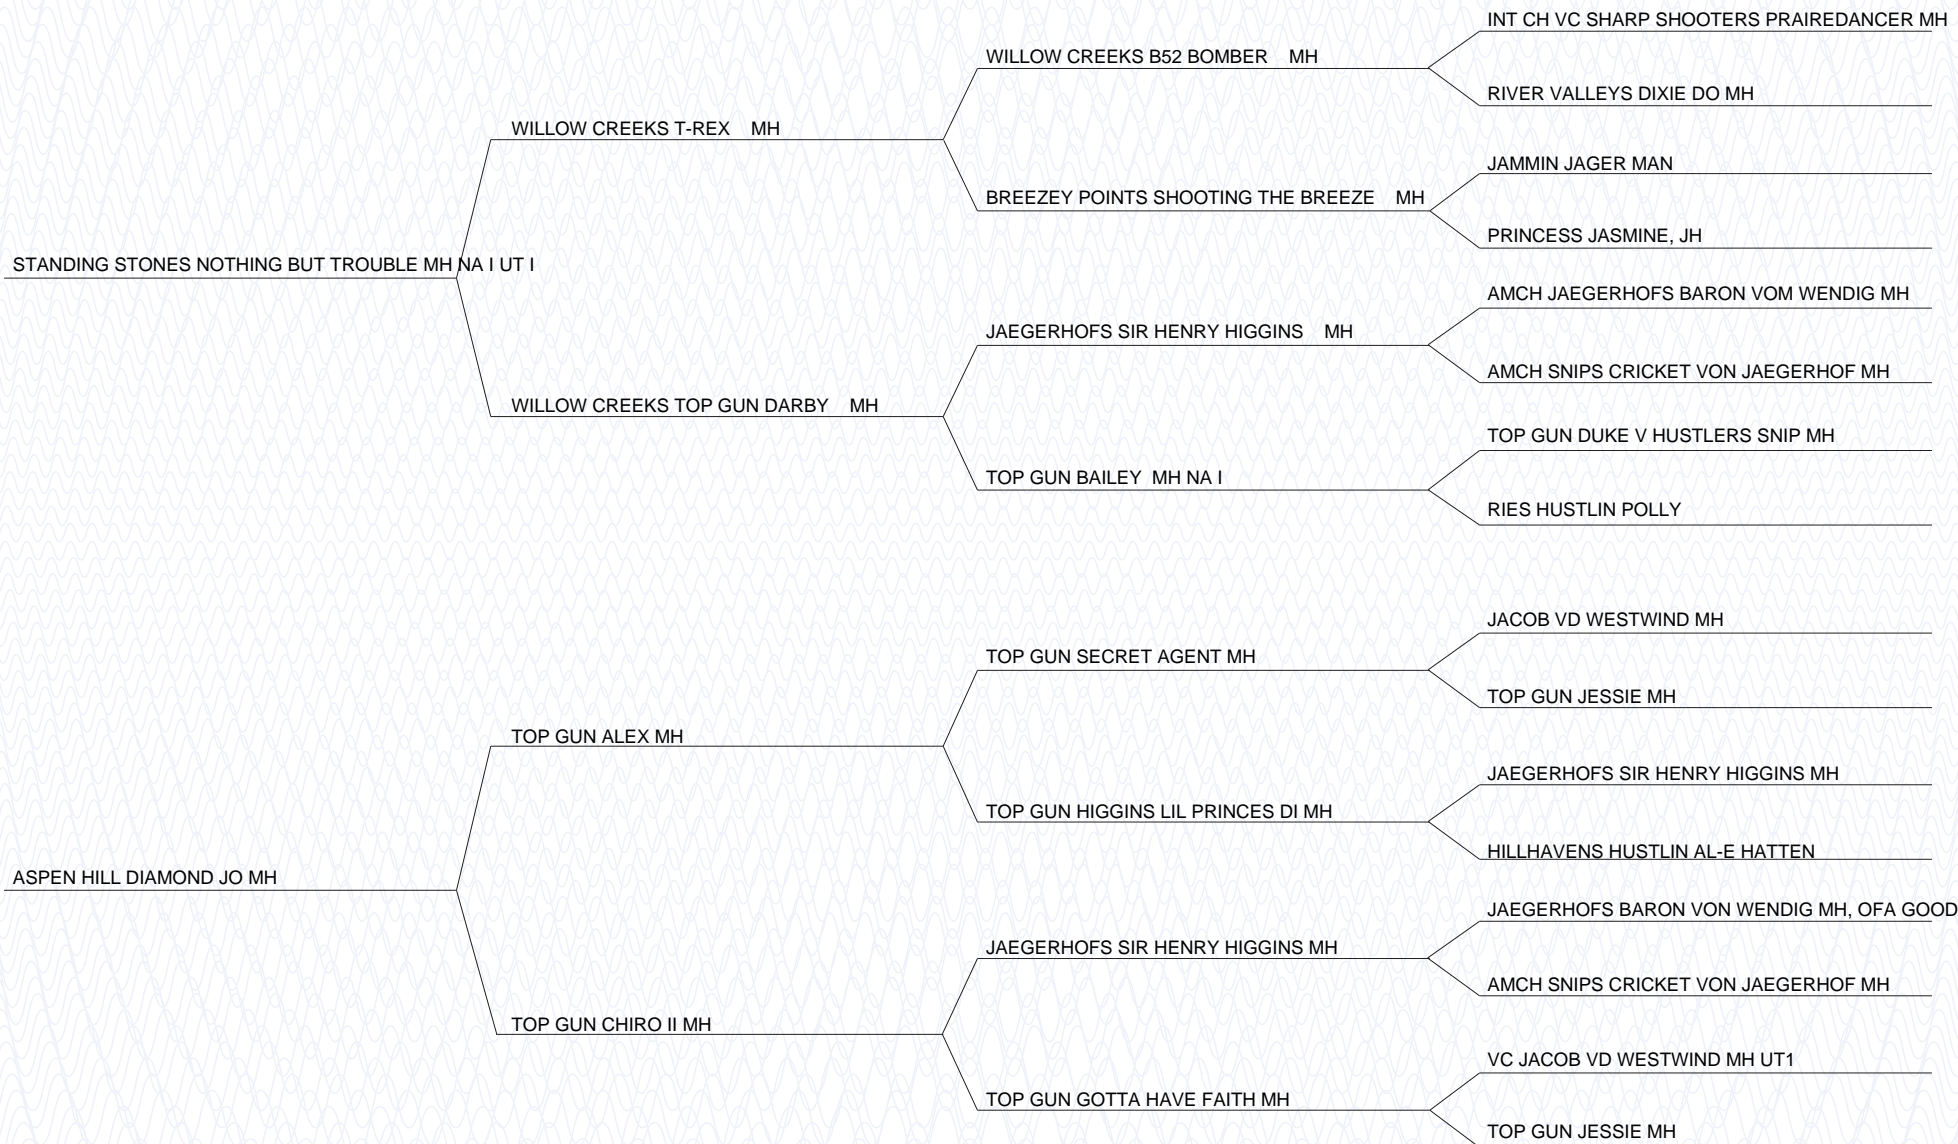 INT CH VC SHARP SHOOTERS PRAIREDANCER MH
WILLOW CREEKS B52 BOMBER MH
RIVER VALLEYS DIXIE DO MH
WILLOW CREEKS T-REX MH
JAMMIN JAGER MAN
BREEZEY POINTS SHOOTING THE BREEZE MH
PRINCESS JASMINE, JH
STANDING STONES NOTHING BUT TROUBLE MH NA I UT I
AMCH JAEGERHOFS BARON VOM WENDIG MH
JAEGERHOFS SIR HENRY HIGGINS MH
AMCH SNIPS CRICKET VON JAEGERHOF MH
WILLOW CREEKS TOP GUN DARBY MH
TOP GUN DUKE V HUSTLERS SNIP MH
TOP GUN BAILEY MH NA I
RIES HUSTLIN POLLY
JACOB VD WESTWIND MH
TOP GUN SECRET AGENT MH
TOP GUN JESSIE MH
TOP GUN ALEX MH
JAEGERHOFS SIR HENRY HIGGINS MH
TOP GUN HIGGINS LIL PRINCES DI MH
HILLHAVENS HUSTLIN AL-E HATTEN
ASPEN HILL DIAMOND JO MH
JAEGERHOFS BARON VON WENDIG MH, OFA GOOD
JAEGERHOFS SIR HENRY HIGGINS MH
AMCH SNIPS CRICKET VON JAEGERHOF MH
TOP GUN CHIRO II MH
VC JACOB VD WESTWIND MH UT1
TOP GUN GOTTA HAVE FAITH MH
TOP GUN JESSIE MH